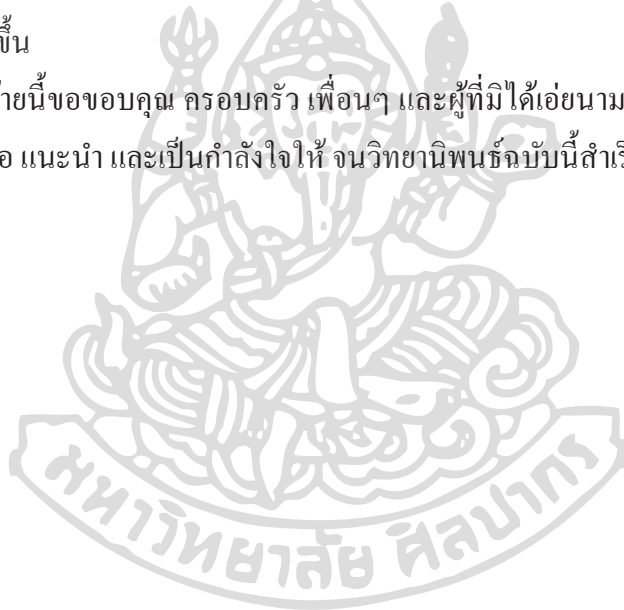 ขึ้น
ายนี้ขอขอบคุณ ครอบครัว เพื่อนๆ และผู้ที่มิได้เอ่ยนาม
อ แนะนำ และเป็นกำลังใจให้ จนวิทยานิพนธ์ฉบับนี้สำเร็
มหาวิทยาลัย ศิลปากร